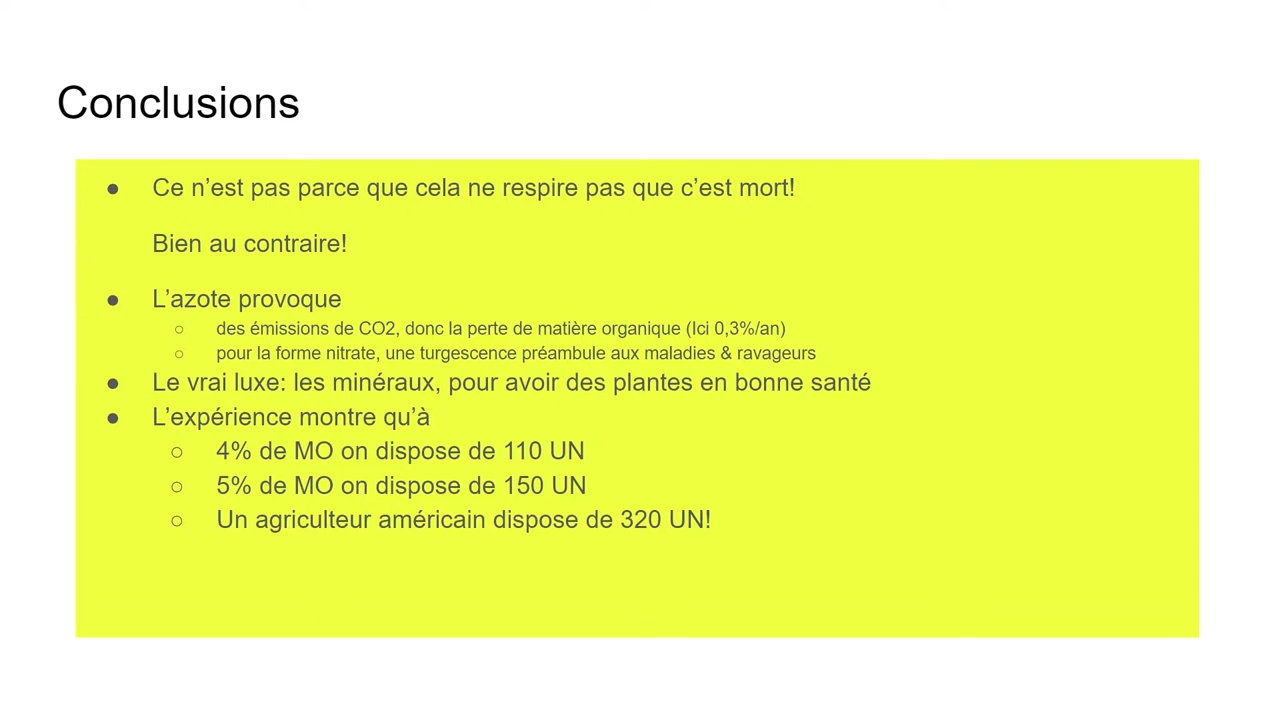 Conclusions
● Ce n’est pas parce que cela ne respire pas que c’est mort!
Bien au contraire!
● L’azote provoque
○ des émissions de CO2, donc la perte de matière organique (Ici 0,3%/an)
○ pour la forme nitrate, une turgescence préambule aux maladies & ravageurs
● Le vrai luxe: les minéraux, pour avoir des plantes en bonne santé
● L’expérience montre qu’à
○ 4% de MO on dispose de 110 UN
○ 5% de MO on dispose de 150 UN
○ Un agriculteur américain dispose de 320 UN!